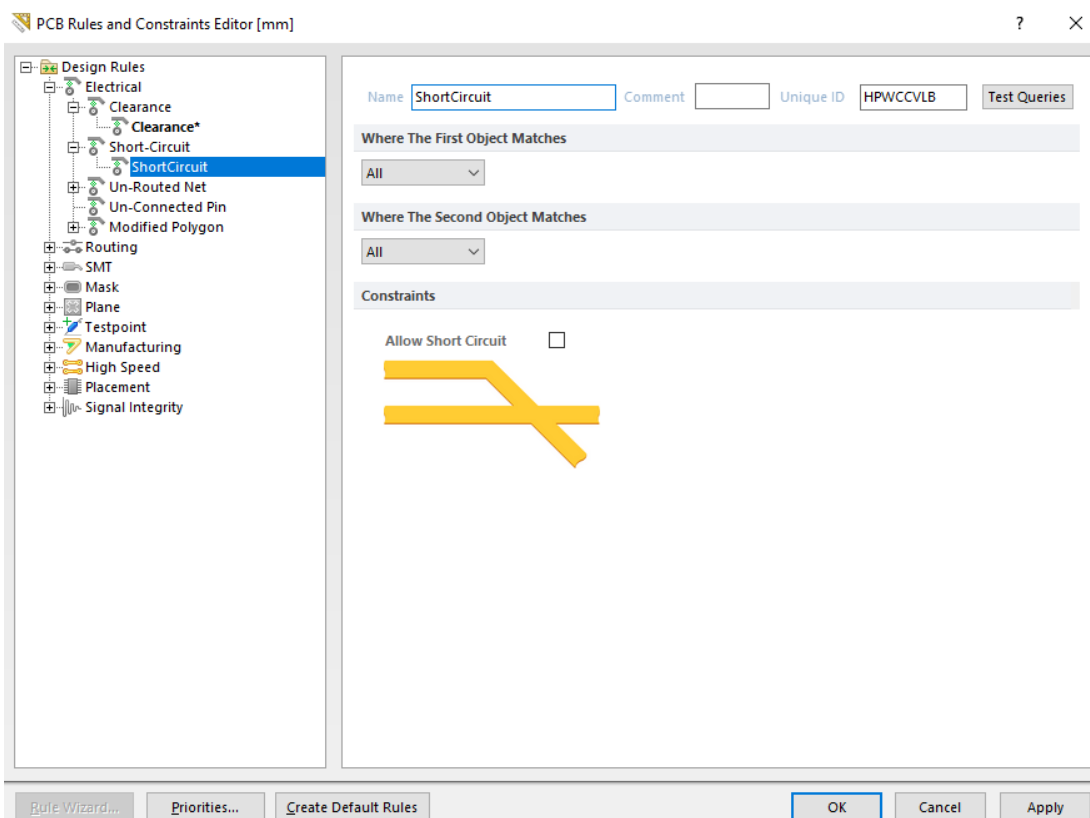 PCB Rules and Constraints Editor [mm]
?
Design Rules
Electrical
Clearance
Clearance*
Short-Circuit
ShortCircuit
Un-Routed Net
Un-Connected Pin
Modified Polygon
Routing
SMT
Mask
Plane
Testpoint
Manufacturing
High Speed
Placement
Signal Integrity
Name ShortCircuit Comment Unique ID HPWCCVLB Test Queries
Where The First Object Matches
All
Where The Second Object Matches
All
Constraints
Allow Short Circuit
Rule Wizard... Priorities... Create Default Rules OK Cancel Apply